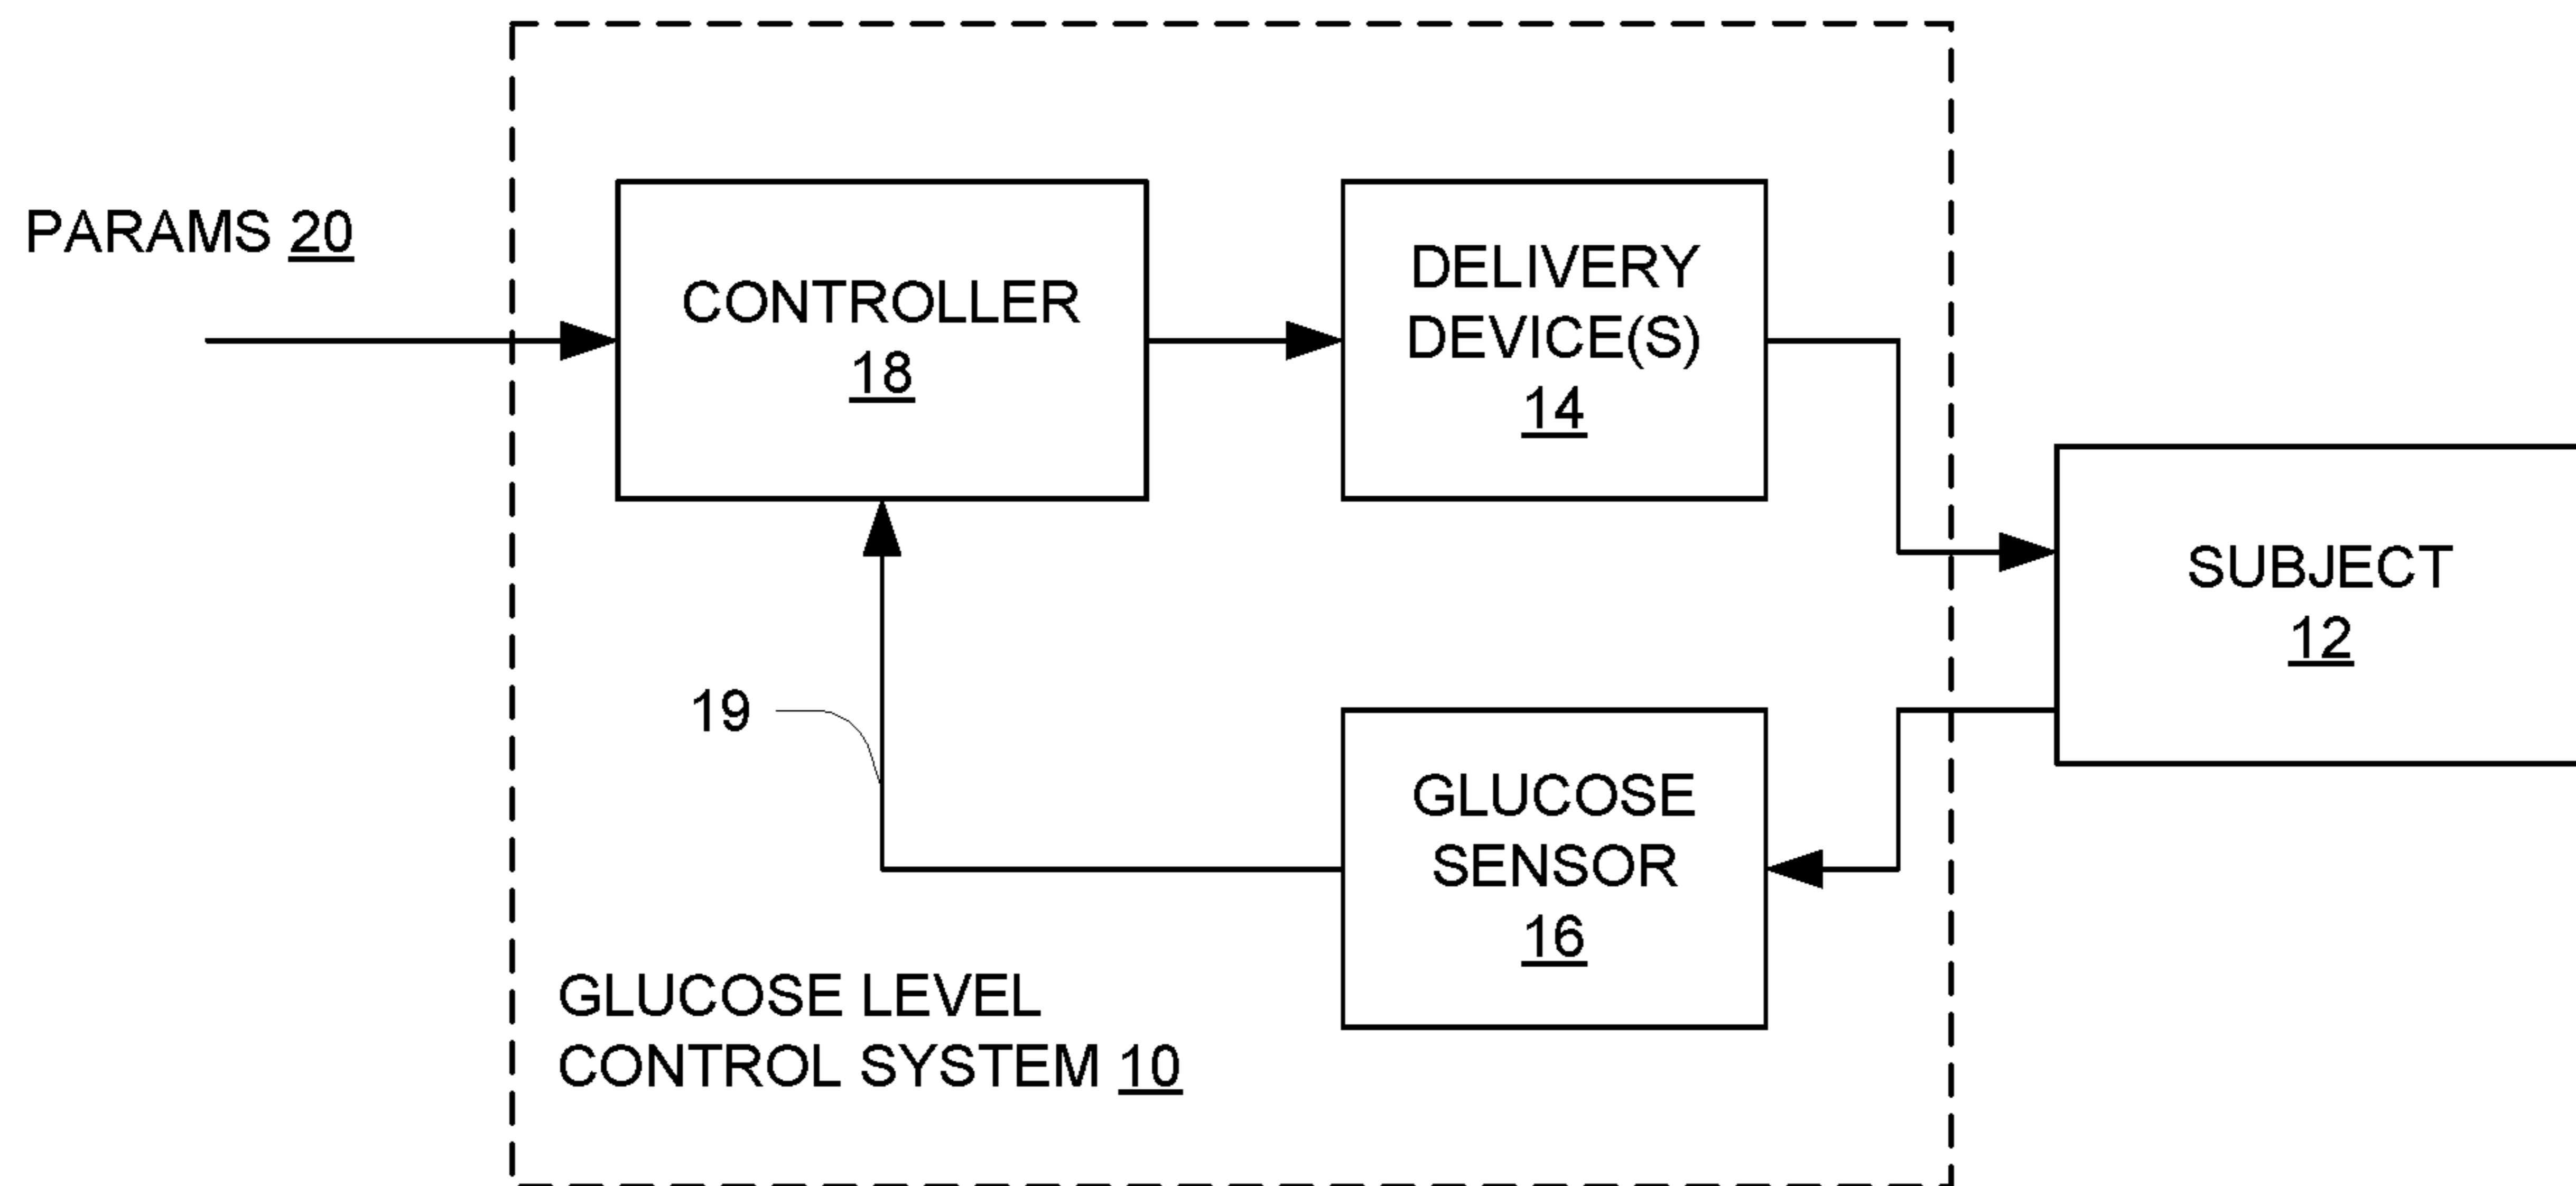 PARAMS 20
CONTROLLER
18
DELIVERY
DEVICE(S)
14
SUBJECT
12
19
GLUCOSE
SENSOR
16
GLUCOSE LEVEL
CONTROL SYSTEM 10